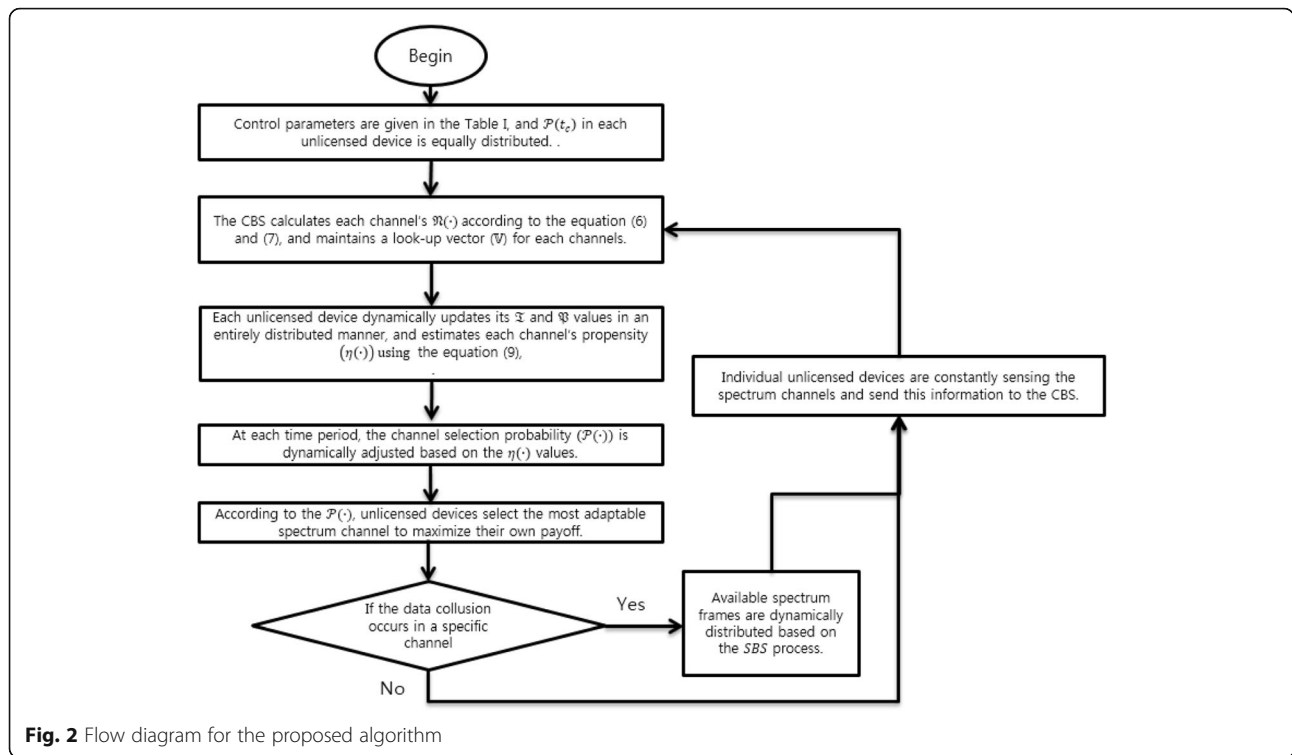 Begin
Control parameters are given in the Table I, and 𝒫(t_c) in each
unlicensed device is equally distributed. .
The CBS calculates each channel's 𝔑(·) according to the equation (6)
and (7), and maintains a look-up vector (𝕍) for each channels.
Each unlicensed device dynamically updates its 𝔗 and 𝔓 values in an
entirely distributed manner, and estimates each channel's propensity
(η(·)) using the equation (9),
.
At each time period, the channel selection probability (𝒫(·)) is
dynamically adjusted based on the η(·) values.
According to the 𝒫(·), unlicensed devices select the most adaptable
spectrum channel to maximize their own payoff.
If the data collusion
occurs in a specific
channel
Yes
No
Available spectrum
frames are dynamically
distributed based on
the SBS process.
Individual unlicensed devices are constantly sensing the
spectrum channels and send this information to the CBS.
Fig. 2 Flow diagram for the proposed algorithm